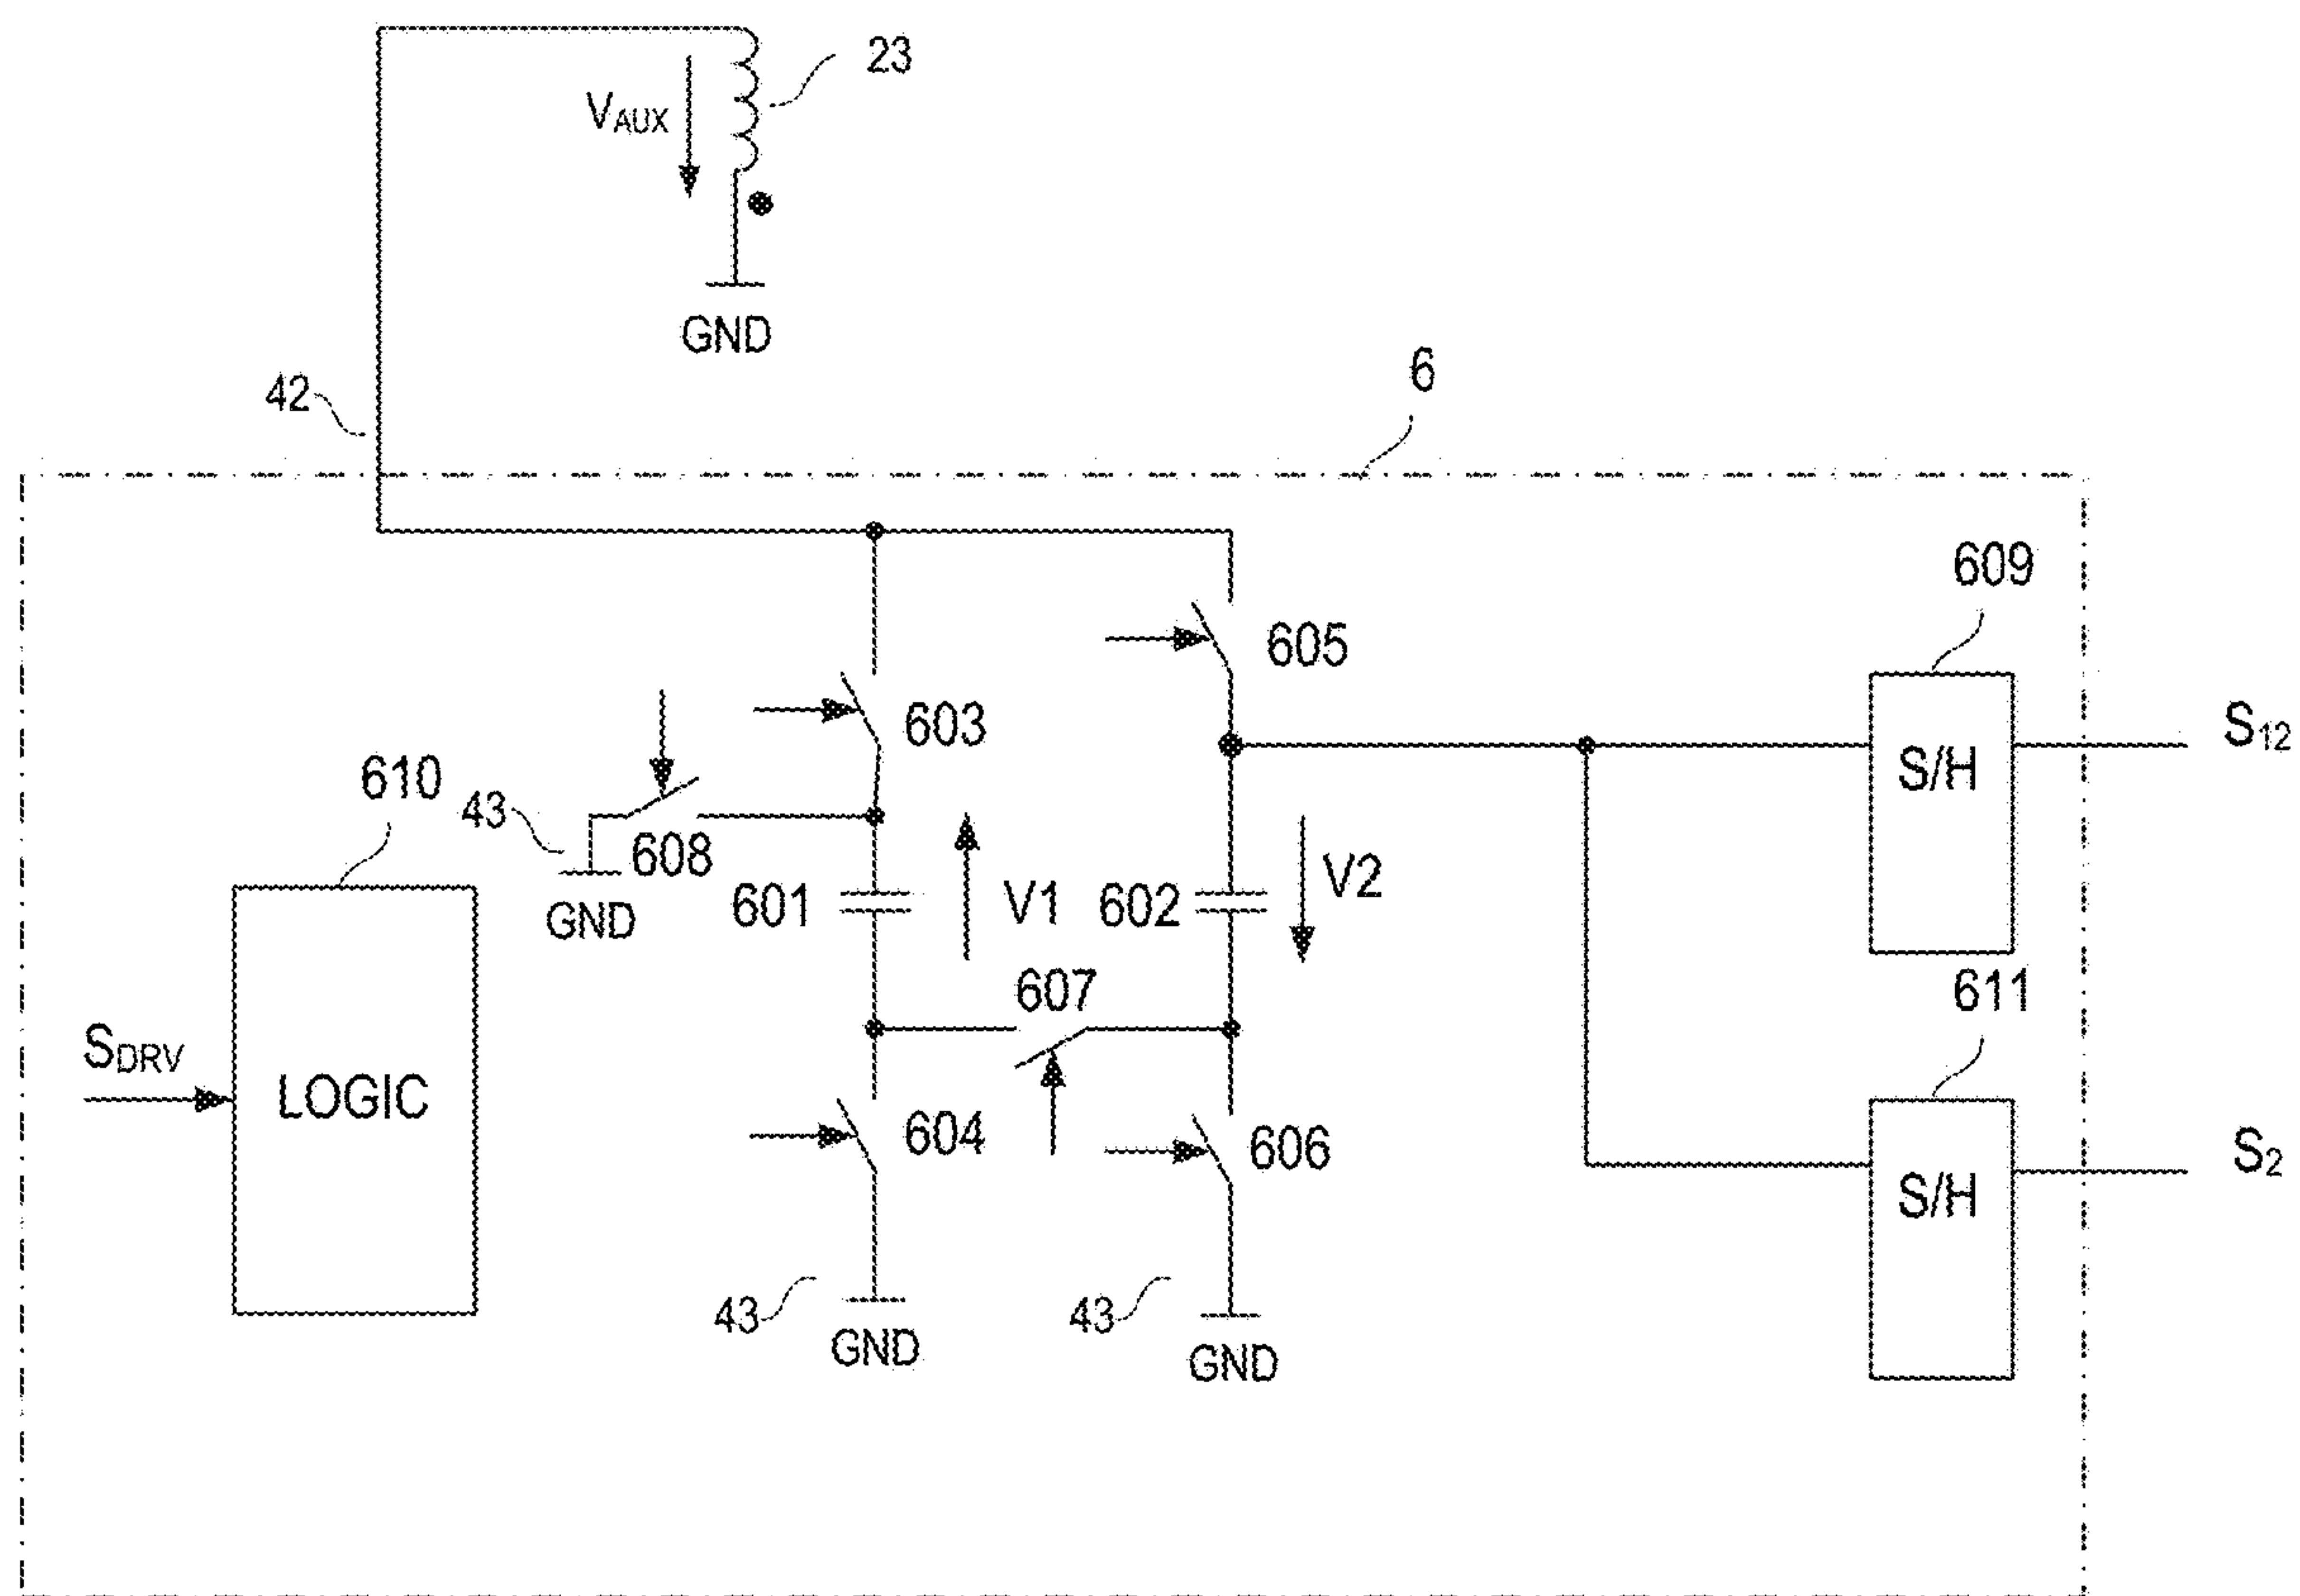 23
VAUX
GND
42
6
609
605
603
S12
S/H
610
43
608
GND
601
V1
602
V2
607
611
SDRV
LOGIC
604
606
S/H
S2
43
GND
43
GND